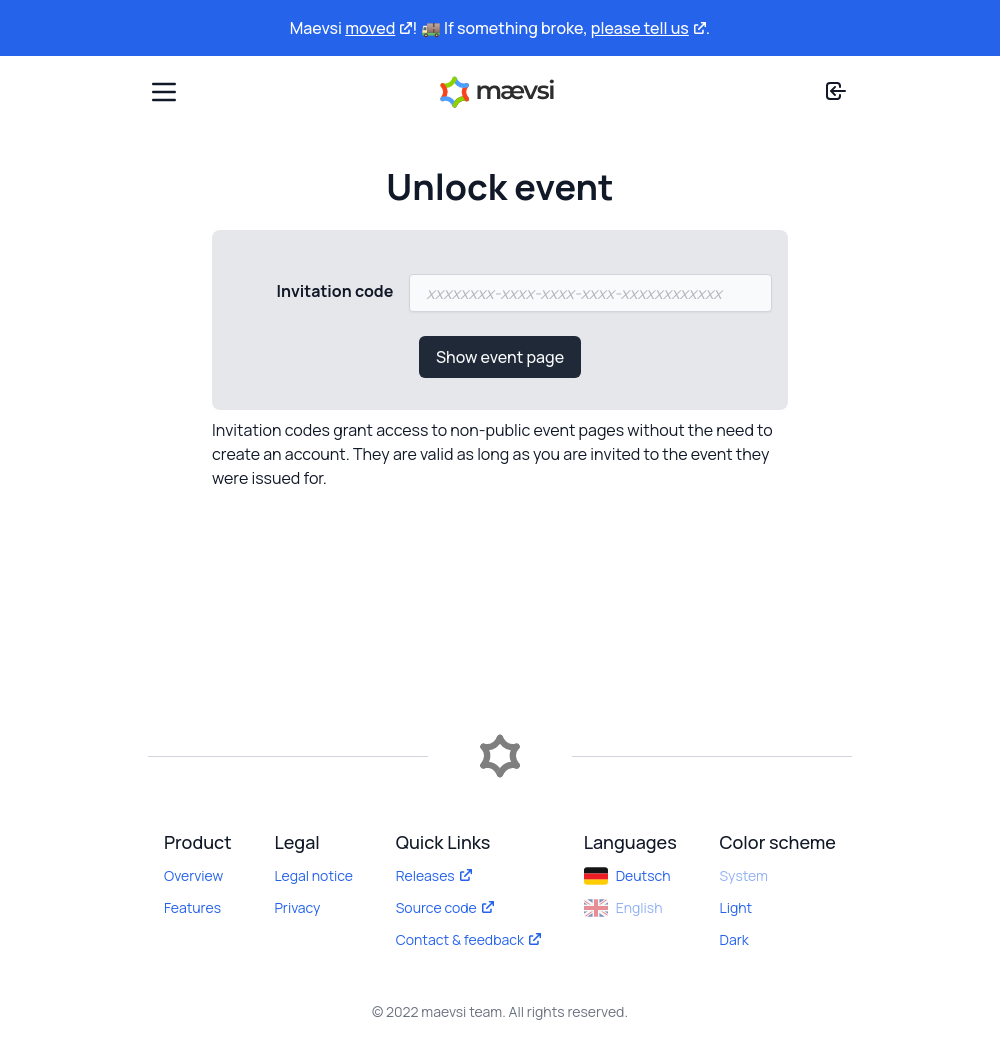 Maevsi moved! 🚚 If something broke, please tell us.
mævsi
Unlock event
Invitation code
xxxxxxxx-xxxx-xxxx-xxxx-xxxxxxxxxxxx
Show event page
Invitation codes grant access to non-public event pages without the need to
create an account. They are valid as long as you are invited to the event they
were issued for.
Product
Overview
Features
Legal
Legal notice
Privacy
Quick Links
Releases
Source code
Contact & feedback
Languages
Deutsch
English
Color scheme
System
Light
Dark
© 2022 maevsi team. All rights reserved.